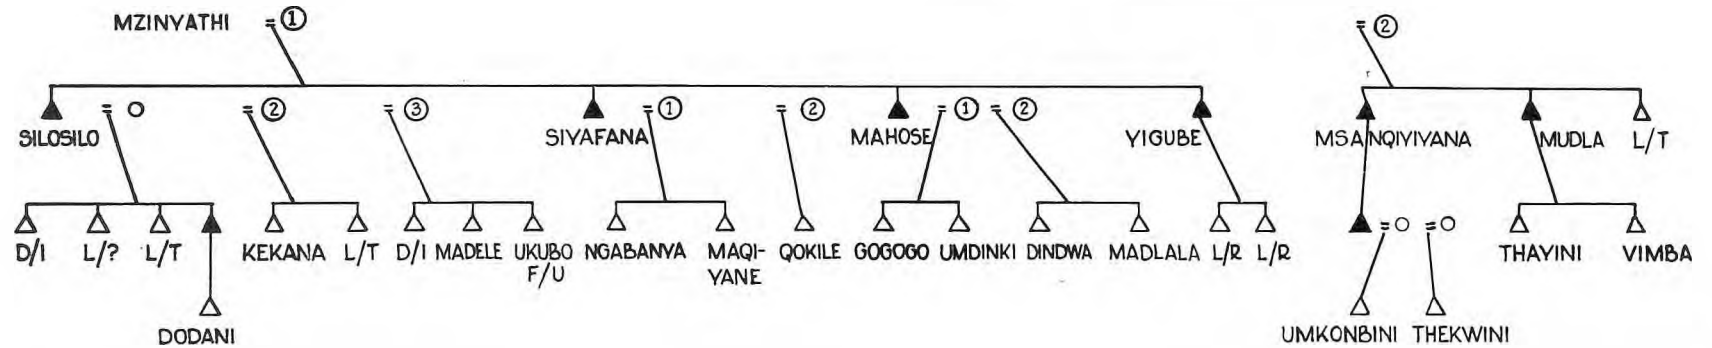 MZINYATHI = ① = ②
= O = ② = ③ = ① = ② = ① = ②
SILOSILO SIYAFANA MAHOSE YIGUBE MSANQIYIYANA MUDLA L/T
= O = O
D/I L/? L/T KEKANA L/T D/I MADELE UKUBO NGABANYA MAQI- QOKILE GOGOGO UMDINKI DINDWA MADLALA L/R L/R THAYINI VIMBA
F/U YANE
DODANI UMKONBINI THEKWINI